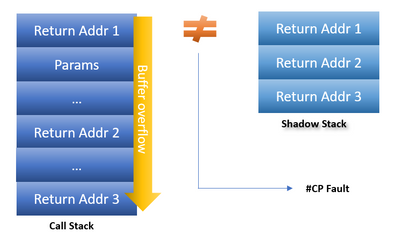 Return Addr 1
Params
...
Return Addr 2
...
Return Addr 3
Call Stack
Buffer overflow
≠
Return Addr 1
Return Addr 2
Return Addr 3
Shadow Stack
#CP Fault